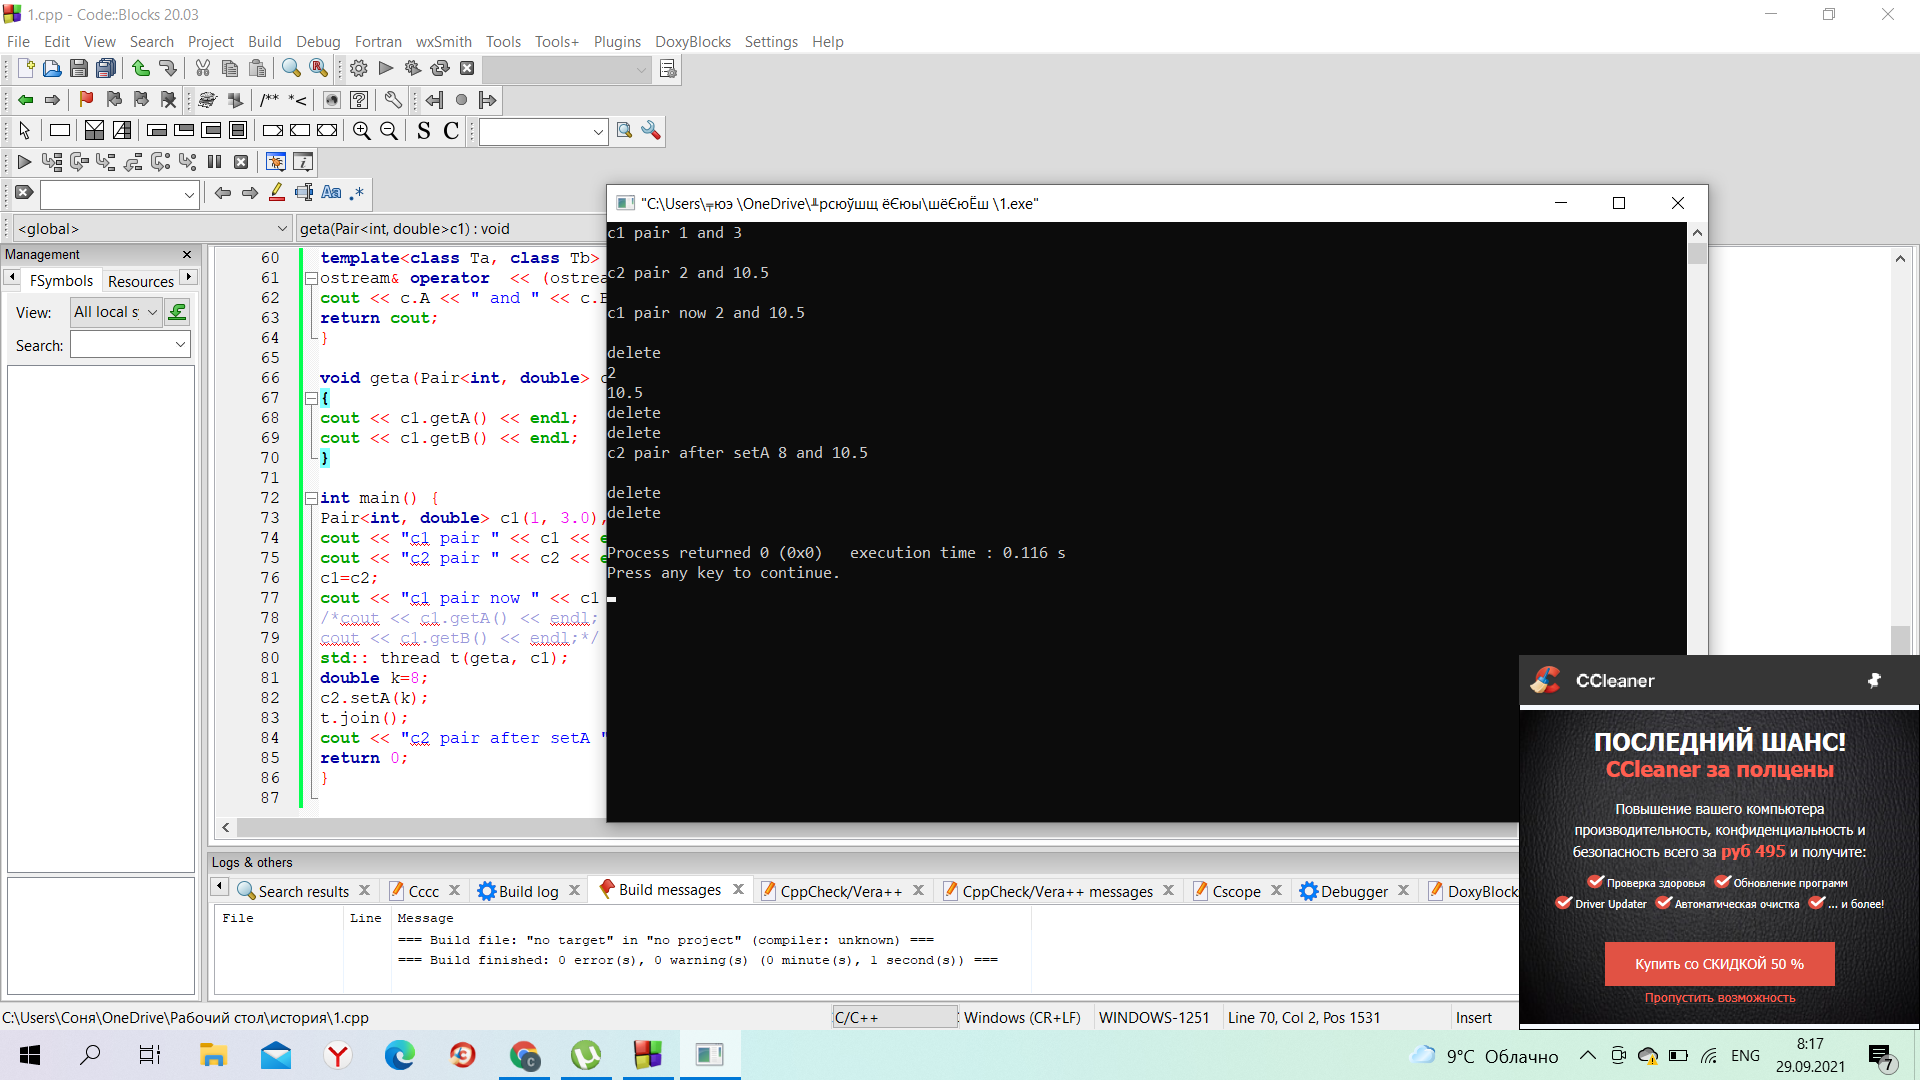 1.cpp - Code::Blocks 20.03
File Edit View Search Project Build Debug Fortran wxSmith Tools Tools+ Plugins DoxyBlocks Settings Help
/** *<
S C
Aa .*
<global>
geta(Pair<int, double>c1) : void
Management
FSymbols Resources
View: All local s
Search:
60 template<class Ta, class Tb>
61 ostream& operator << (ostrea
62 cout << c.A << " and " << c.B
63 return cout;
64 }
65
66 void geta(Pair<int, double> c
67 {
68 cout << c1.getA() << endl;
69 cout << c1.getB() << endl;
70 }
71
72 int main() {
73 Pair<int, double> c1(1, 3.0),
74 cout << "c1 pair " << c1 << e
75 cout << "c2 pair " << c2 << e
76 c1=c2;
77 cout << "c1 pair now " << c1
78 /*cout << c1.getA() << endl;
79 cout << c1.getB() << endl;*/
80 std:: thread t(geta, c1);
81 double k=8;
82 c2.setA(k);
83 t.join();
84 cout << "c2 pair after setA "
85 return 0;
86 }
87
"C:\Users\╤юэ \OneDrive\╨рсюўшщ ёЄюы\шёЄюЁш \1.exe"
c1 pair 1 and 3
c2 pair 2 and 10.5
c1 pair now 2 and 10.5
delete
2
10.5
delete
delete
c2 pair after setA 8 and 10.5
delete
delete
Process returned 0 (0x0)   execution time : 0.116 s
Press any key to continue.
Logs & others
Search results Cccc Build log Build messages CppCheck/Vera++ CppCheck/Vera++ messages Cscope Debugger DoxyBlock
File Line Message
=== Build file: "no target" in "no project" (compiler: unknown) ===
=== Build finished: 0 error(s), 0 warning(s) (0 minute(s), 1 second(s)) ===
CCleaner
ПОСЛЕДНИЙ ШАНС!
CCleaner за полцены
Повышение вашего компьютера
производительность, конфиденциальность и
безопасность всего за руб 495 и получите:
Проверка здоровья Обновление программ
Driver Updater Автоматическая очистка ... и более!
Купить со СКИДКОЙ 50 %
Пропустить возможность
C:\Users\Соня\OneDrive\Рабочий стол\история\1.cpp C/C++ Windows (CR+LF) WINDOWS-1251 Line 70, Col 2, Pos 1531 Insert
9°C Облачно ENG 8:17
29.09.2021
7